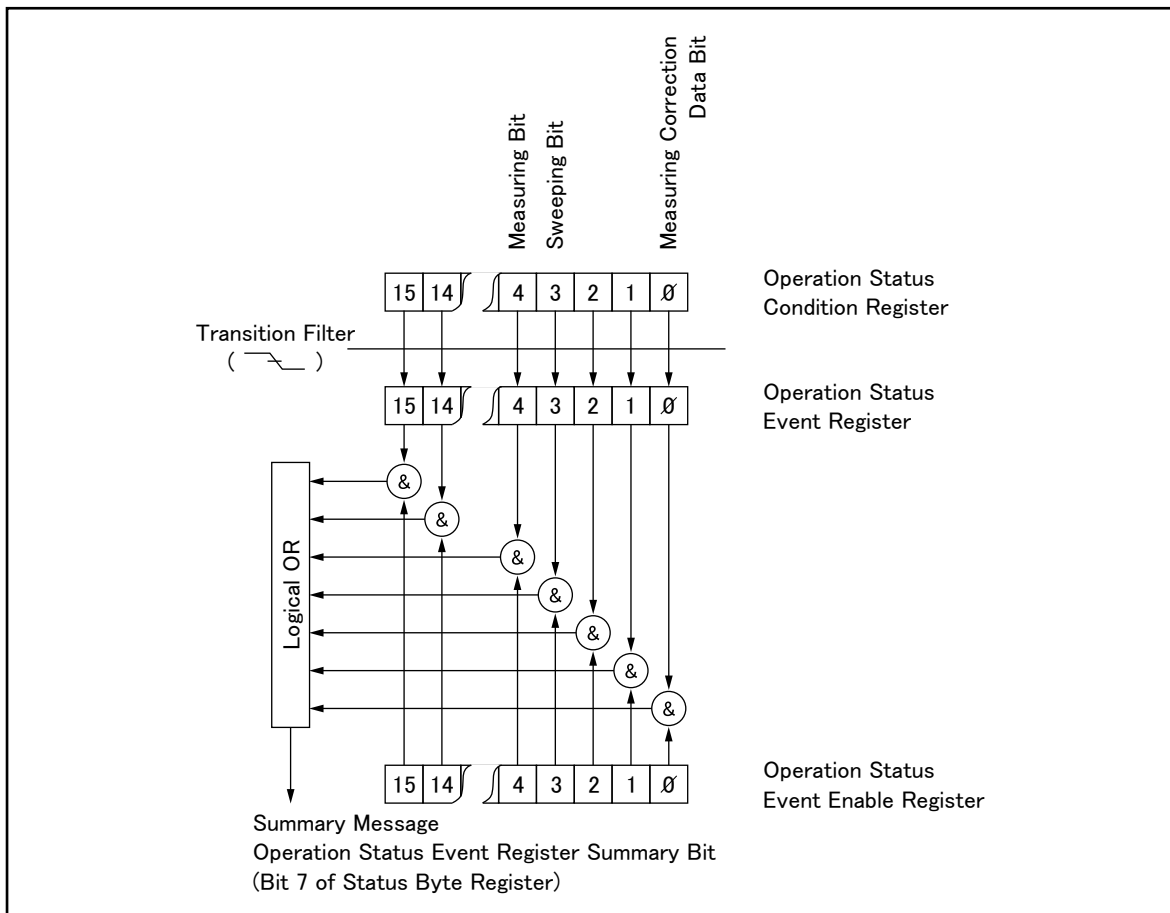 Measuring Bit
Sweeping Bit
Measuring Correction
Data Bit
15 14 4 3 2 1 0̸
Operation Status
Condition Register
Transition Filter
( )
15 14 4 3 2 1 0̸
Operation Status
Event Register
&
&
&
&
&
&
&
Logical OR
15 14 4 3 2 1 0̸
Operation Status
Event Enable Register
Summary Message
Operation Status Event Register Summary Bit
(Bit 7 of Status Byte Register)